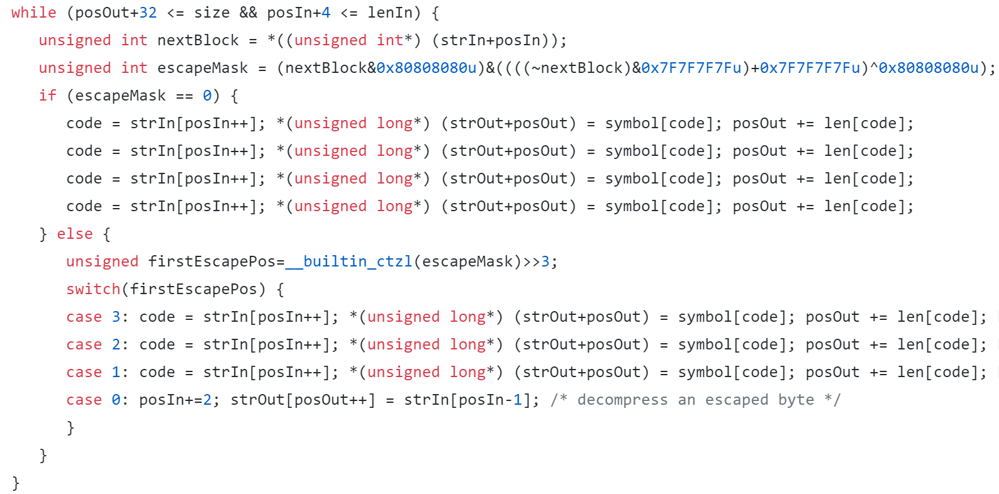 while (posOut+32 <= size && posIn+4 <= lenIn) {
   unsigned int nextBlock = *((unsigned int*) (strIn+posIn));
   unsigned int escapeMask = (nextBlock&0x80808080u)&((((~nextBlock)&0x7F7F7F7Fu)+0x7F7F7F7Fu)^0x80808080u);
   if (escapeMask == 0) {
      code = strIn[posIn++]; *(unsigned long*) (strOut+posOut) = symbol[code]; posOut += len[code];
      code = strIn[posIn++]; *(unsigned long*) (strOut+posOut) = symbol[code]; posOut += len[code];
      code = strIn[posIn++]; *(unsigned long*) (strOut+posOut) = symbol[code]; posOut += len[code];
      code = strIn[posIn++]; *(unsigned long*) (strOut+posOut) = symbol[code]; posOut += len[code];
   } else {
      unsigned firstEscapePos=__builtin_ctzl(escapeMask)>>3;
      switch(firstEscapePos) {
      case 3: code = strIn[posIn++]; *(unsigned long*) (strOut+posOut) = symbol[code]; posOut += len[code];
      case 2: code = strIn[posIn++]; *(unsigned long*) (strOut+posOut) = symbol[code]; posOut += len[code];
      case 1: code = strIn[posIn++]; *(unsigned long*) (strOut+posOut) = symbol[code]; posOut += len[code];
      case 0: posIn+=2; strOut[posOut++] = strIn[posIn-1]; /* decompress an escaped byte */
      }
   }
}